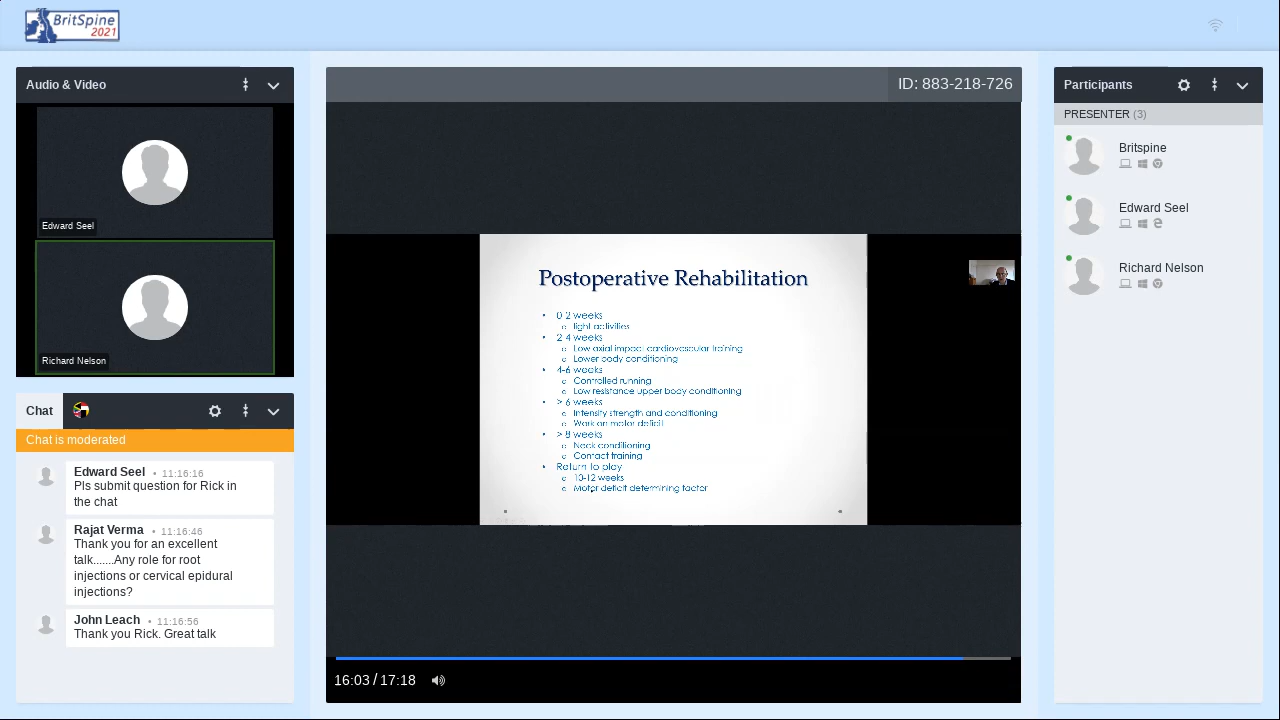 BritSpine
2021
Audio & Video
Edward Seel
Richard Nelson
Chat
Chat is moderated
Edward Seel • 11:16:16
Pls submit question for Rick in
the chat
Rajat Verma • 11:16:46
Thank you for an excellent
talk.......Any role for root
injections or cervical epidural
injections?
John Leach • 11:16:56
Thank you Rick. Great talk
ID: 883-218-726
Postoperative Rehabilitation
• 0-2 weeks
o light activities
• 2-4 weeks
o Low axial impact cardiovascular training
o Lower body conditioning
• 4-6 weeks
o Controlled running
o Low resistance upper body conditioning
• > 6 weeks
o Intensity strength and conditioning
o Work on motor deficit
• > 8 weeks
o Neck conditioning
o Contact training
• Return to play
o 10-12 weeks
o Motor deficit determining factor
16:03 / 17:18
Participants
PRESENTER (3)
Britspine
Edward Seel
Richard Nelson